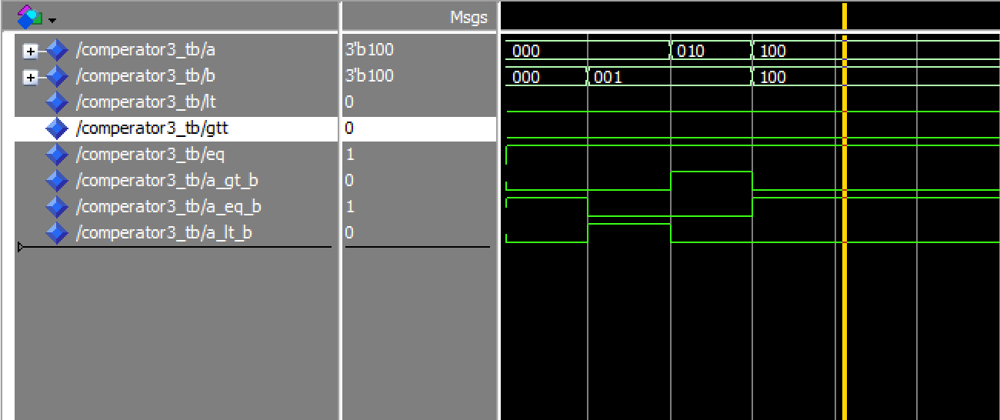 Msgs
/comperator3_tb/a 3'b100 000 010 100
/comperator3_tb/b 3'b100 000 001 100
/comperator3_tb/lt 0
/comperator3_tb/gtt 0
/comperator3_tb/eq 1
/comperator3_tb/a_gt_b 0
/comperator3_tb/a_eq_b 1
/comperator3_tb/a_lt_b 0